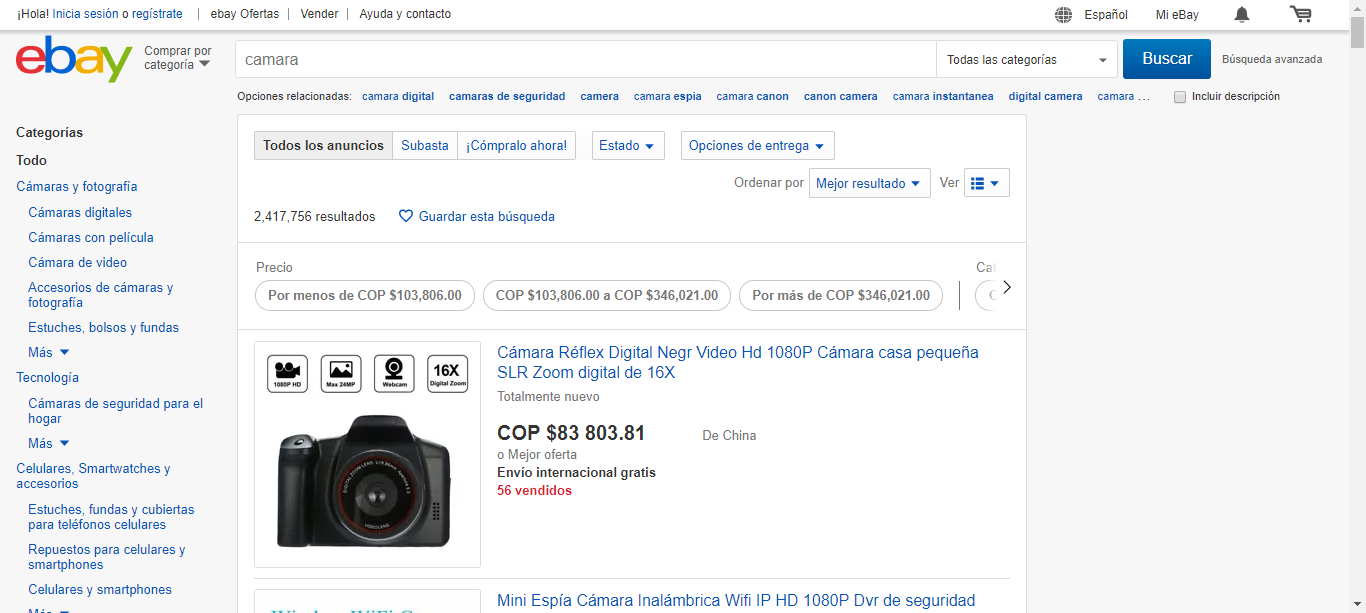 ¡Hola! Inicia sesión o regístrate
ebay Ofertas
Vender
Ayuda y contacto
Español
Mi eBay
ebay
Comprar por
categoría
camara
Todas las categorías
Buscar
Búsqueda avanzada
Opciones relacionadas: camara digital camaras de seguridad camera camara espia camara canon canon camera camara instantanea digital camera camara ...
Incluir descripción
Categorías
Todo
Cámaras y fotografía
Cámaras digitales
Cámaras con película
Cámara de video
Accesorios de cámaras y
fotografía
Estuches, bolsos y fundas
Más
Tecnología
Cámaras de seguridad para el
hogar
Más
Celulares, Smartwatches y
accesorios
Estuches, fundas y cubiertas
para teléfonos celulares
Repuestos para celulares y
smartphones
Celulares y smartphones
Más
Todos los anuncios
Subasta
¡Cómpralo ahora!
Estado
Opciones de entrega
Ordenar por
Mejor resultado
Ver
2,417,756 resultados
Guardar esta búsqueda
Precio
Por menos de COP $103,806.00
COP $103,806.00 a COP $346,021.00
Por más de COP $346,021.00
1080P HD
Max 24MP
Webcam
16X
Digital Zoom
VIDEO LENS
Cámara Réflex Digital Negr Video Hd 1080P Cámara casa pequeña
SLR Zoom digital de 16X
Totalmente nuevo
COP $83 803.81
De China
o Mejor oferta
Envío internacional gratis
56 vendidos
Mini Espía Cámara Inalámbrica Wifi IP HD 1080P Dvr de seguridad